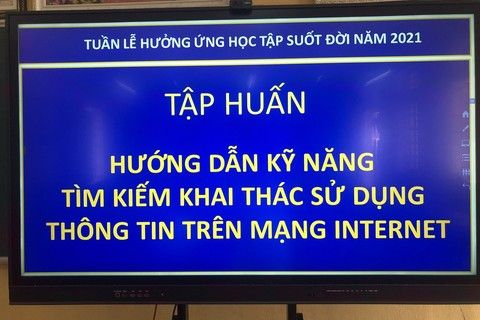 TUẦN LỄ HƯỞNG ỨNG HỌC TẬP SUỐT ĐỜI NĂM 2021
TẬP HUẤN
HƯỚNG DẪN KỸ NĂNG
TÌM KIẾM KHAI THÁC SỬ DỤNG
THÔNG TIN TRÊN MẠNG INTERNET